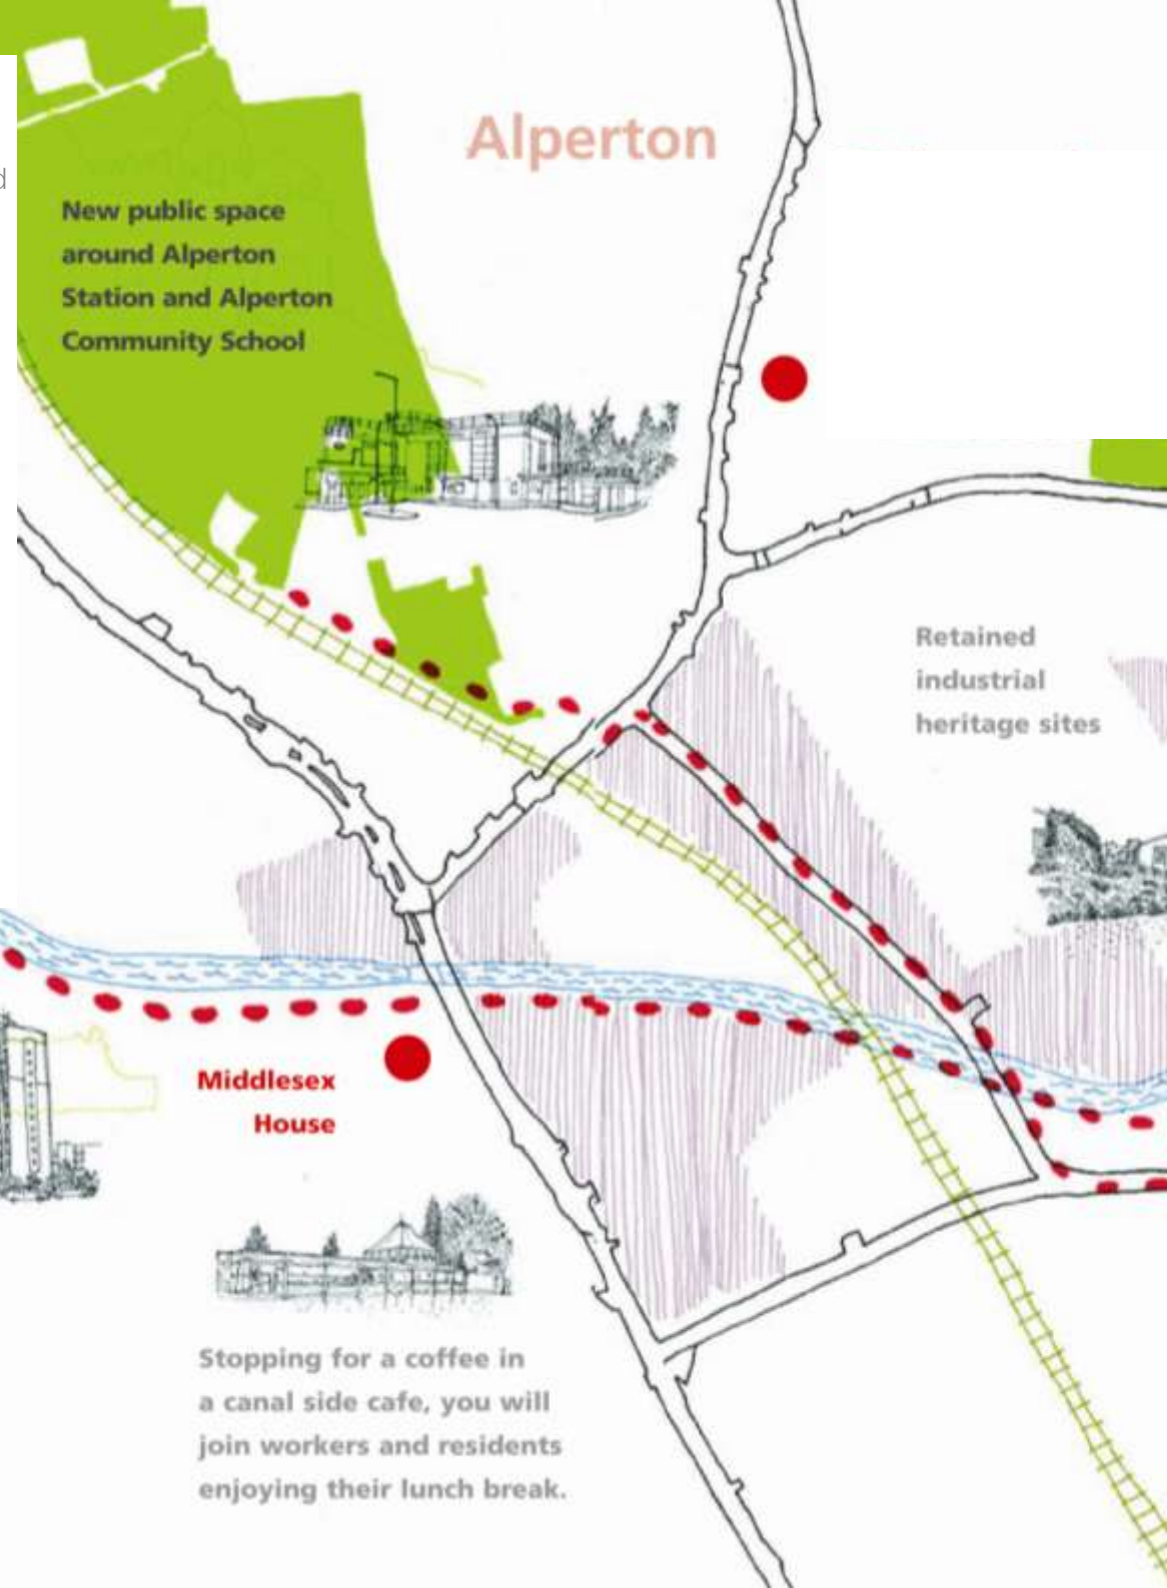 Alperton
d
New public space
around Alperton
Station and Alperton
Community School
Retained
industrial
heritage sites
Middlesex
House
Stopping for a coffee in
a canal side cafe, you will
join workers and residents
enjoying their lunch break.